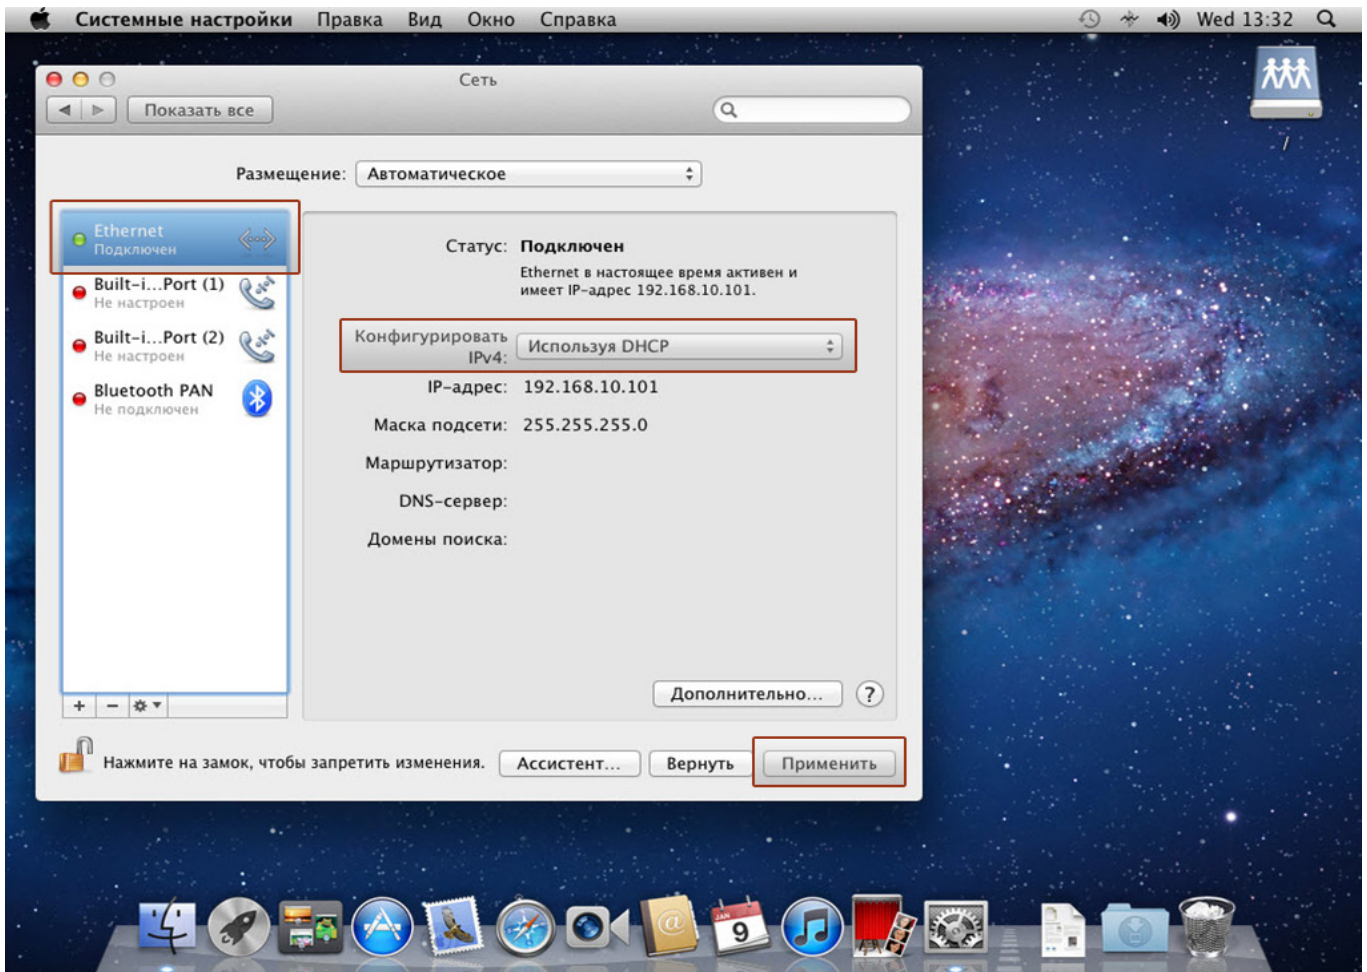 Системные настройки Правка Вид Окно Справка Wed 13:32
Сеть
Показать все
/
Размещение: Автоматическое
Ethernet
Подключен
Built-i...Port (1)
Не настроен
Built-i...Port (2)
Не настроен
Bluetooth PAN
Не подключен
Статус: Подключен
Ethernet в настоящее время активен и
имеет IP-адрес 192.168.10.101.
Конфигурировать
IPv4:
Используя DHCP
IP-адрес: 192.168.10.101
Маска подсети: 255.255.255.0
Маршрутизатор:
DNS-сервер:
Домены поиска:
Дополнительно... ?
+ −
Нажмите на замок, чтобы запретить изменения. Ассистент... Вернуть Применить
JAN
9